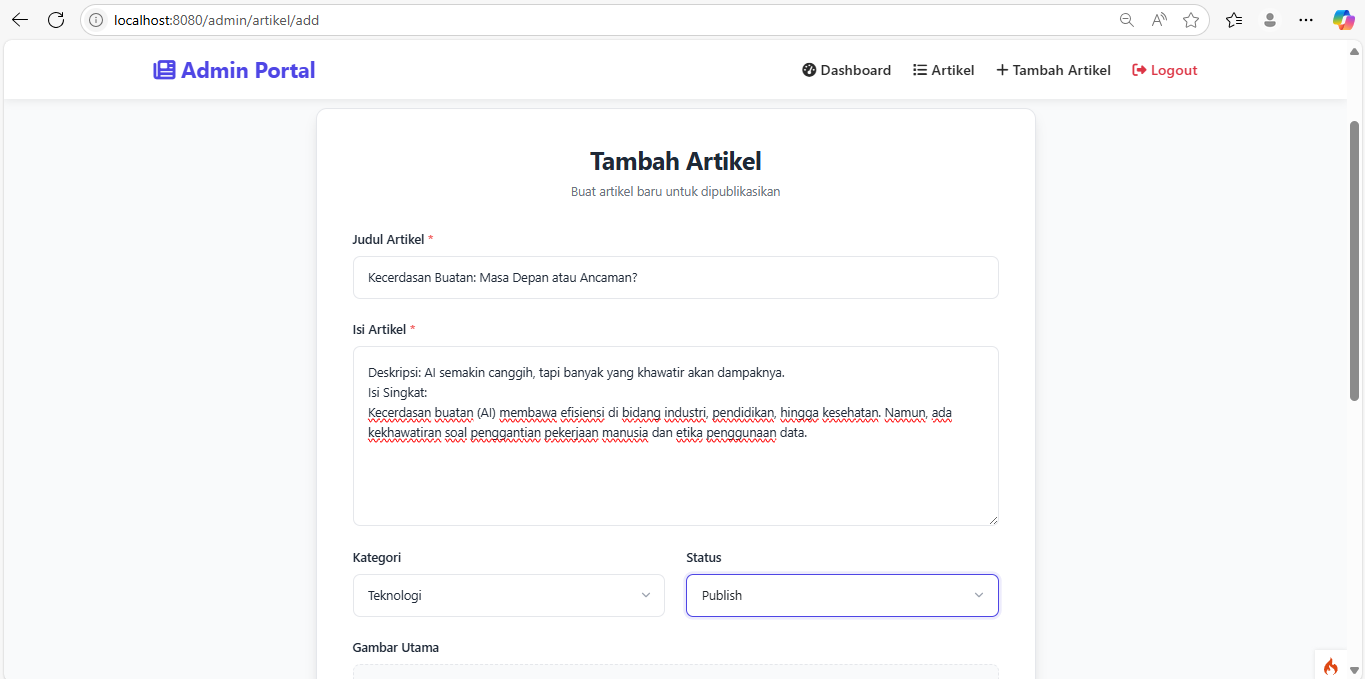 localhost:8080/admin/artikel/add
Admin Portal
Dashboard
Artikel
Tambah Artikel
Logout
Tambah Artikel
Buat artikel baru untuk dipublikasikan
Judul Artikel *
Kecerdasan Buatan: Masa Depan atau Ancaman?
Isi Artikel *
Deskripsi: AI semakin canggih, tapi banyak yang khawatir akan dampaknya.
Isi Singkat:
Kecerdasan buatan (AI) membawa efisiensi di bidang industri, pendidikan, hingga kesehatan. Namun, ada
kekhawatiran soal penggantian pekerjaan manusia dan etika penggunaan data.
Kategori
Status
Teknologi
Publish
Gambar Utama